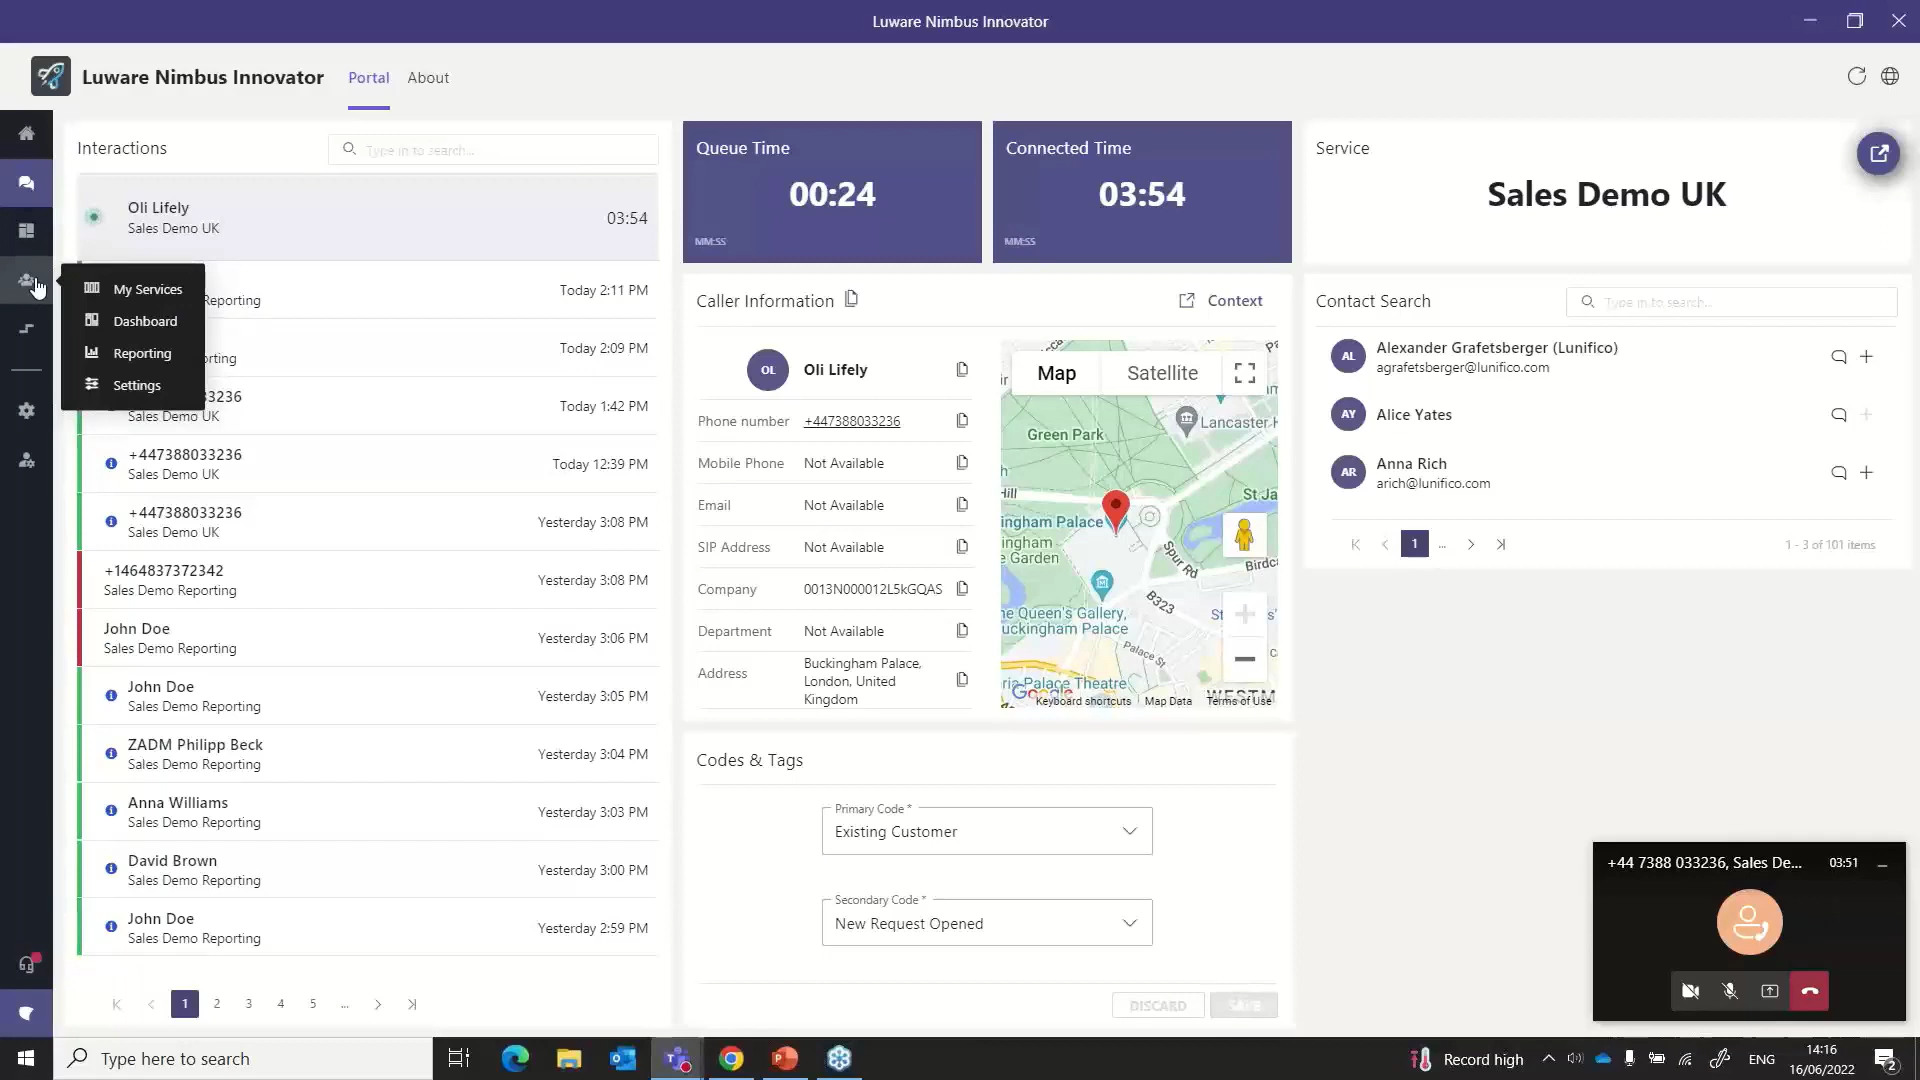 Luware Nimbus Innovator
Luware Nimbus Innovator
Portal
About
Interactions
Type in to search...
Oli Lifely
Sales Demo UK
03:54
My Services
Dashboard
Reporting
Settings
Reporting
Today 2:11 PM
orting
Today 2:09 PM
33236
Sales Demo UK
Today 1:42 PM
+447388033236
Sales Demo UK
Today 12:39 PM
+447388033236
Sales Demo UK
Yesterday 3:08 PM
+1464837372342
Sales Demo Reporting
Yesterday 3:08 PM
John Doe
Sales Demo Reporting
Yesterday 3:06 PM
John Doe
Sales Demo Reporting
Yesterday 3:05 PM
ZADM Philipp Beck
Sales Demo Reporting
Yesterday 3:04 PM
Anna Williams
Sales Demo Reporting
Yesterday 3:03 PM
David Brown
Sales Demo Reporting
Yesterday 3:00 PM
John Doe
Sales Demo Reporting
Yesterday 2:59 PM
1 2 3 4 5 ...
Queue Time
00:24
MM:SS
Connected Time
03:54
MM:SS
Service
Sales Demo UK
Caller Information
Context
OL
Oli Lifely
Phone number +447388033236
Mobile Phone Not Available
Email Not Available
SIP Address Not Available
Company 0013N000012L5kGQAS
Department Not Available
Address
Buckingham Palace,
London, United
Kingdom
Map
Satellite
Lancaster
Green Park
Hill
St Ja
ingham Palace
ingham
e Garden
Spur Rd
Birdca
B323
he Queen's Gallery,
uckingham Palace
Palace St
ria Palace Theatre
WESTM
Google
Keyboard shortcuts
Map Data
Terms of Use
Codes & Tags
Primary Code *
Existing Customer
Secondary Code *
New Request Opened
DISCARD
SAVE
Contact Search
Type in to search...
AL
Alexander Grafetsberger (Lunifico)
agrafetsberger@lunifico.com
AY
Alice Yates
AR
Anna Rich
arich@lunifico.com
1 ...
1 - 3 of 101 items
+44 7388 033236, Sales De...
03:51
Type here to search
Record high
ENG
14:16
16/06/2022
2